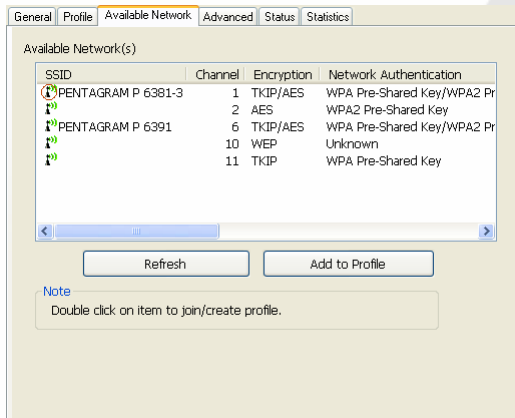 General Profile Available Network Advanced Status Statistics
Available Network(s)
SSID Channel Encryption Network Authentication
PENTAGRAM P 6381-3 1 TKIP/AES WPA Pre-Shared Key/WPA2 Pr
2 AES WPA2 Pre-Shared Key
PENTAGRAM P 6391 6 TKIP/AES WPA Pre-Shared Key/WPA2 Pr
10 WEP Unknown
11 TKIP WPA Pre-Shared Key
Refresh Add to Profile
Note
Double click on item to join/create profile.